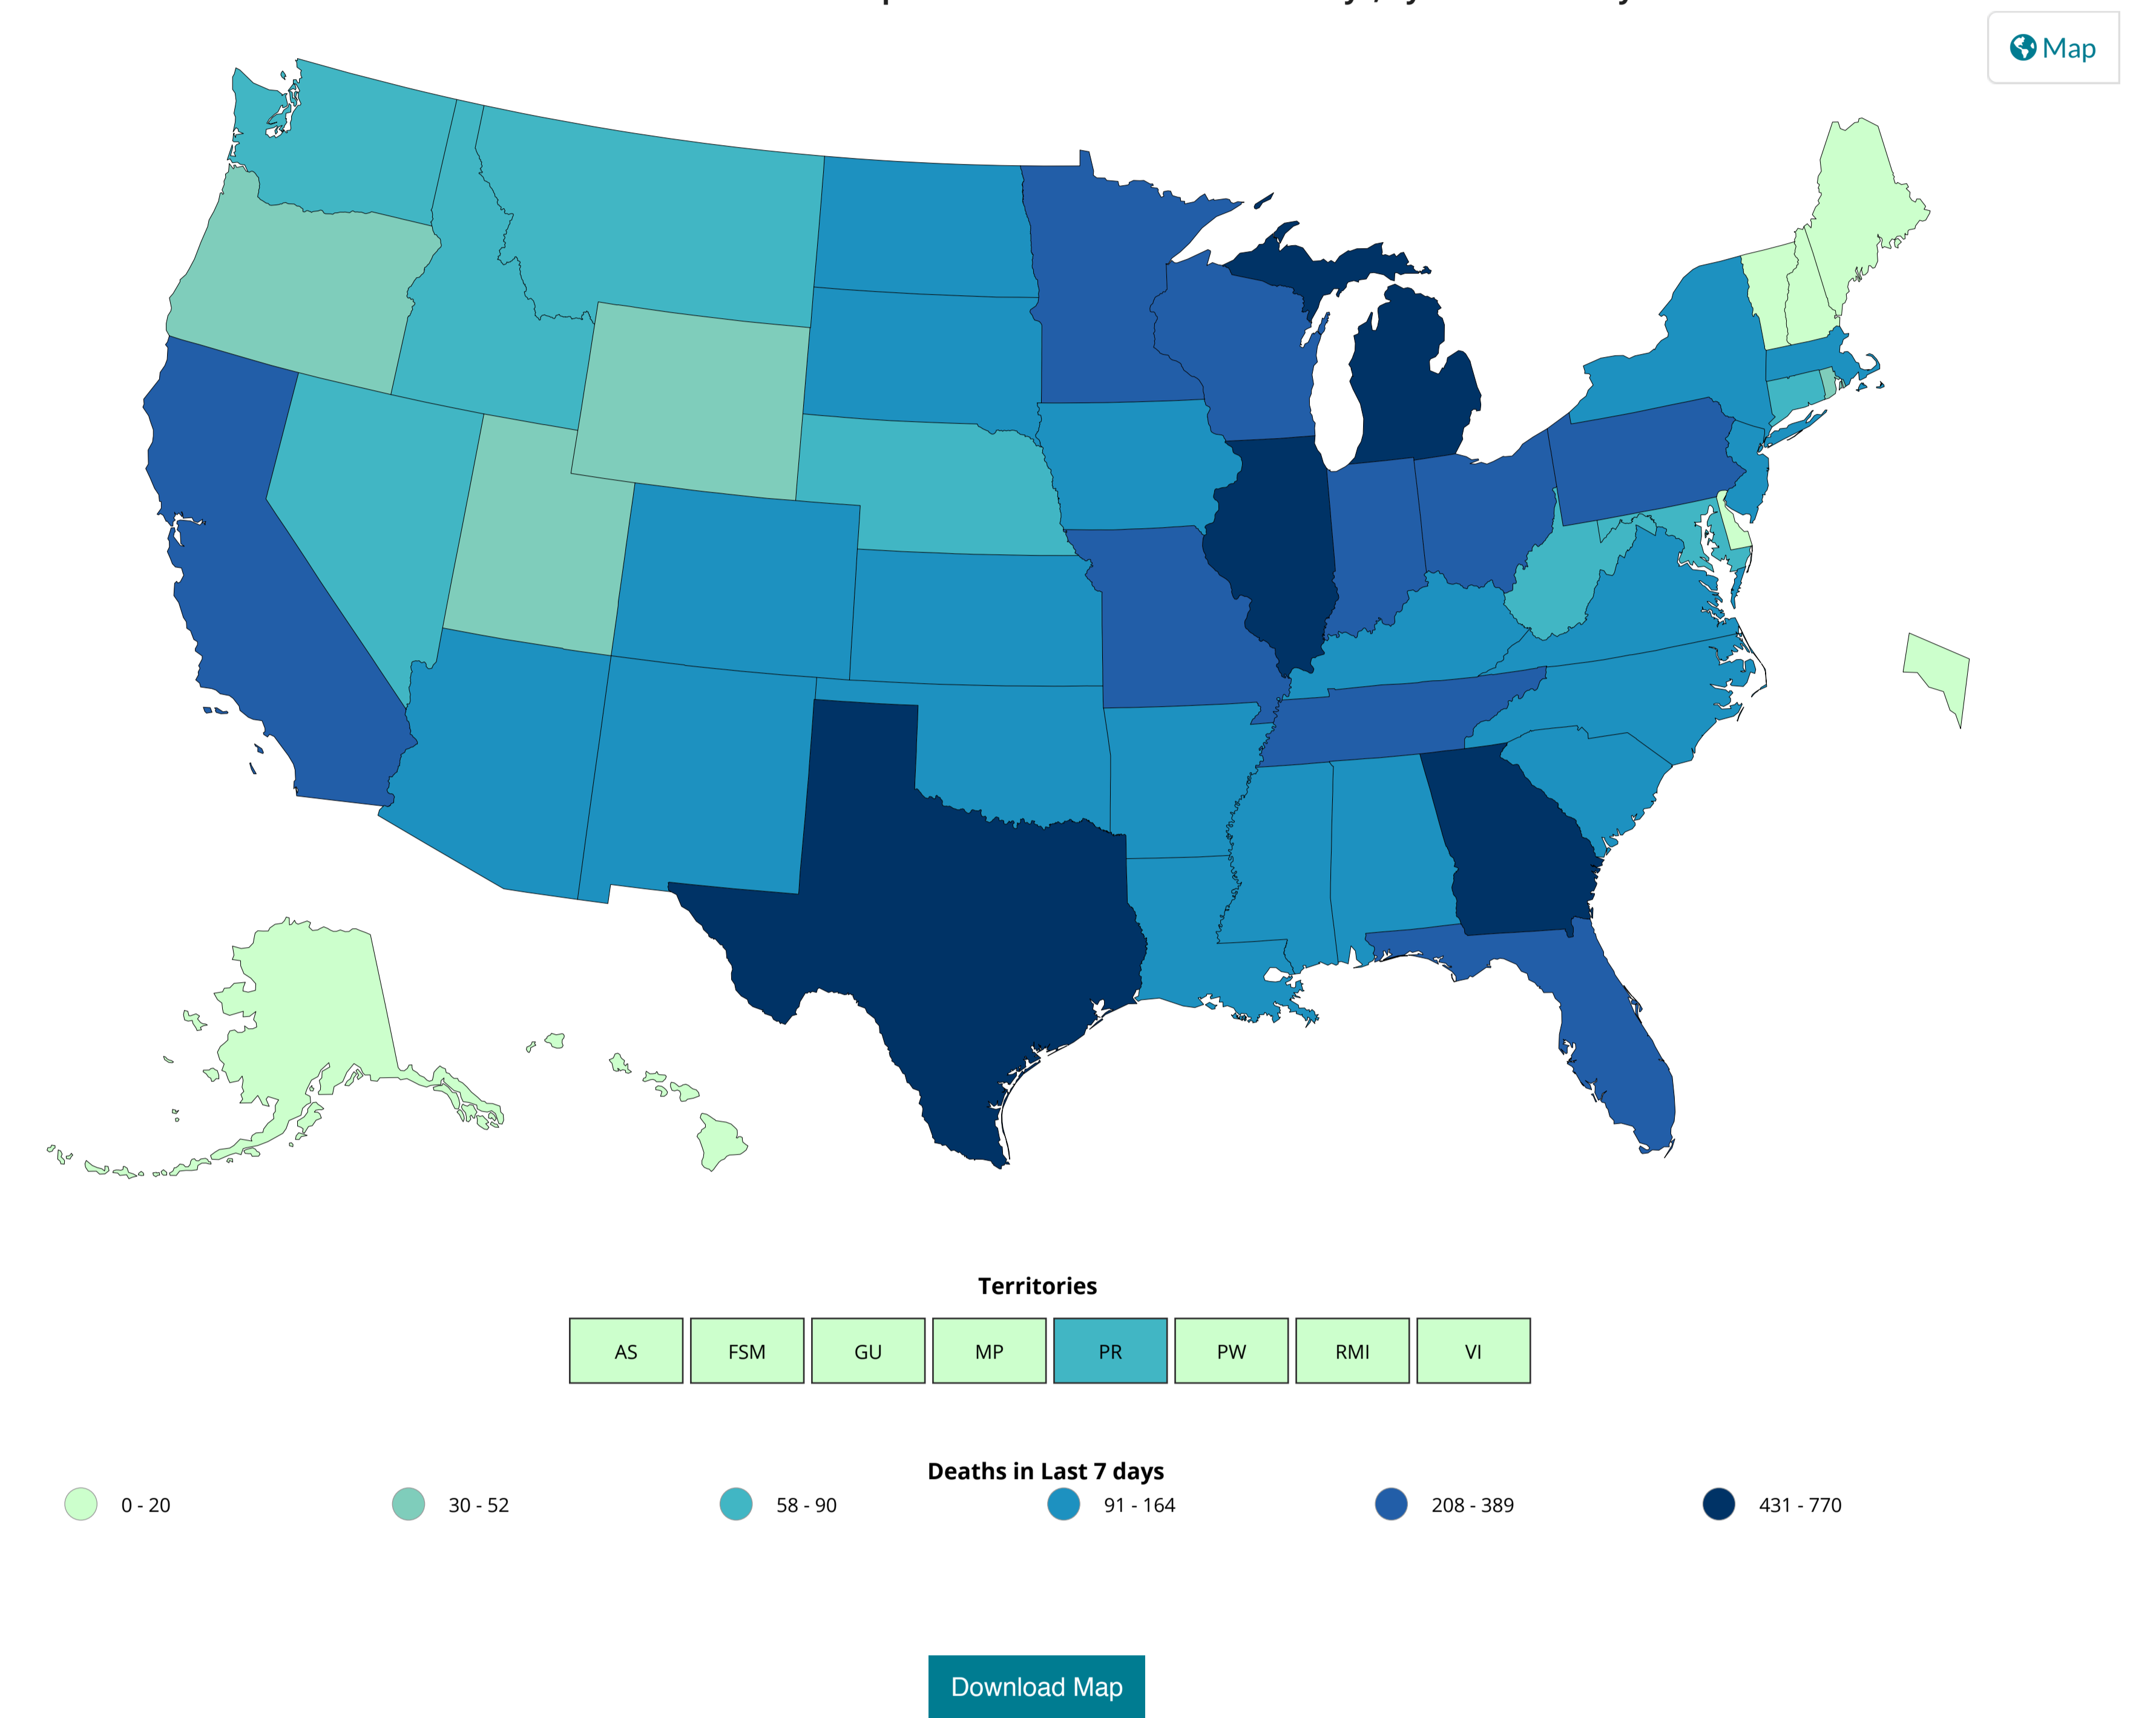 Map
Territories
AS FSM GU MP PR PW RMI VI
Deaths in Last 7 days
0 - 20 30 - 52 58 - 90 91 - 164 208 - 389 431 - 770
Download Map